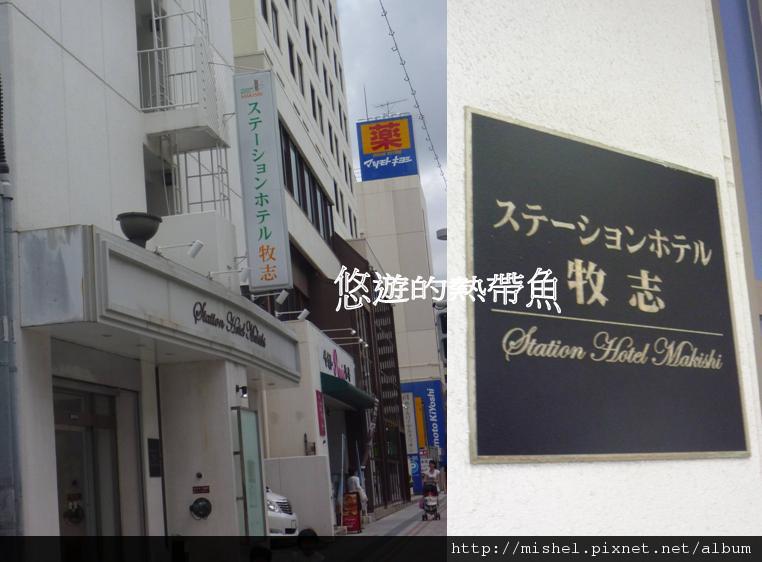 ステーションホテル牧志
Station Hotel Makishi
薬
マツモトキヨシ
moto KiYoshi
悠遊的熱帶魚
ステーションホテル
牧志
Station Hotel Makishi
http://mishel.pixnet.net/album